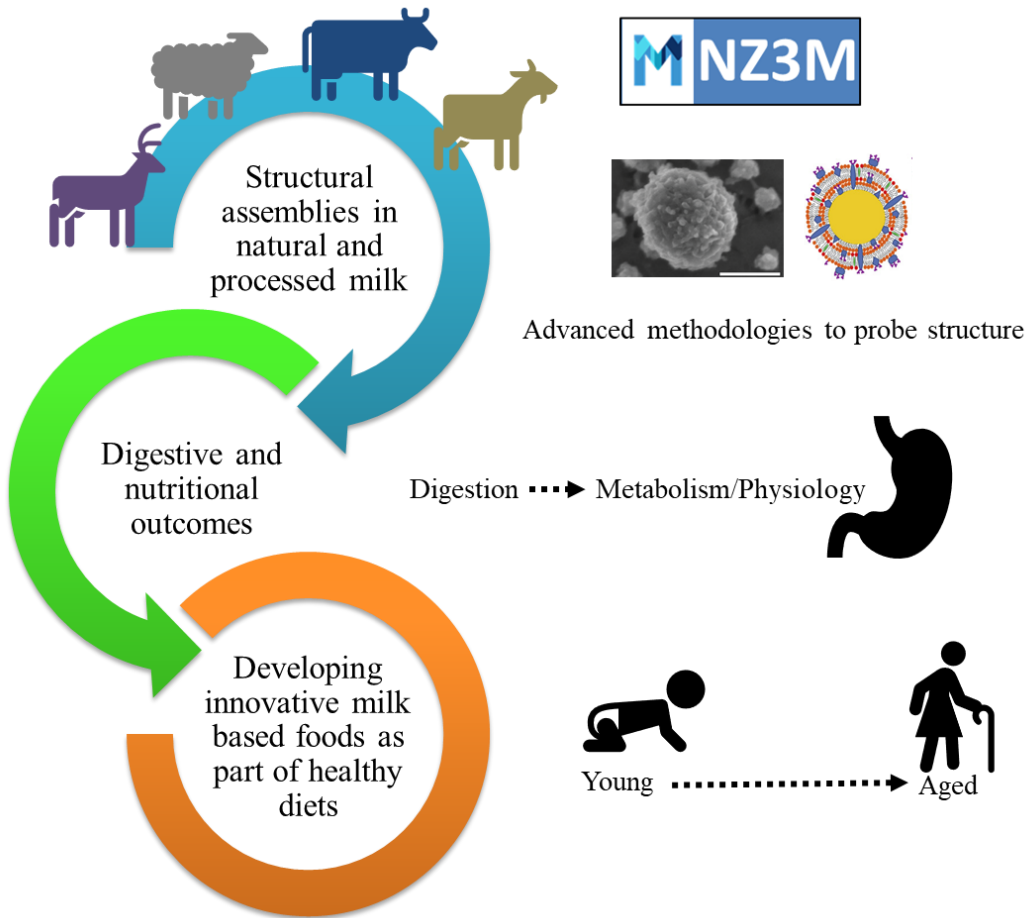 NZ3M
Structural
assemblies in
natural and
processed milk
Advanced methodologies to probe structure
Digestive and
nutritional
outcomes
Digestion
Metabolism/Physiology
Developing
innovative milk
based foods as
part of healthy
diets
Young
Aged